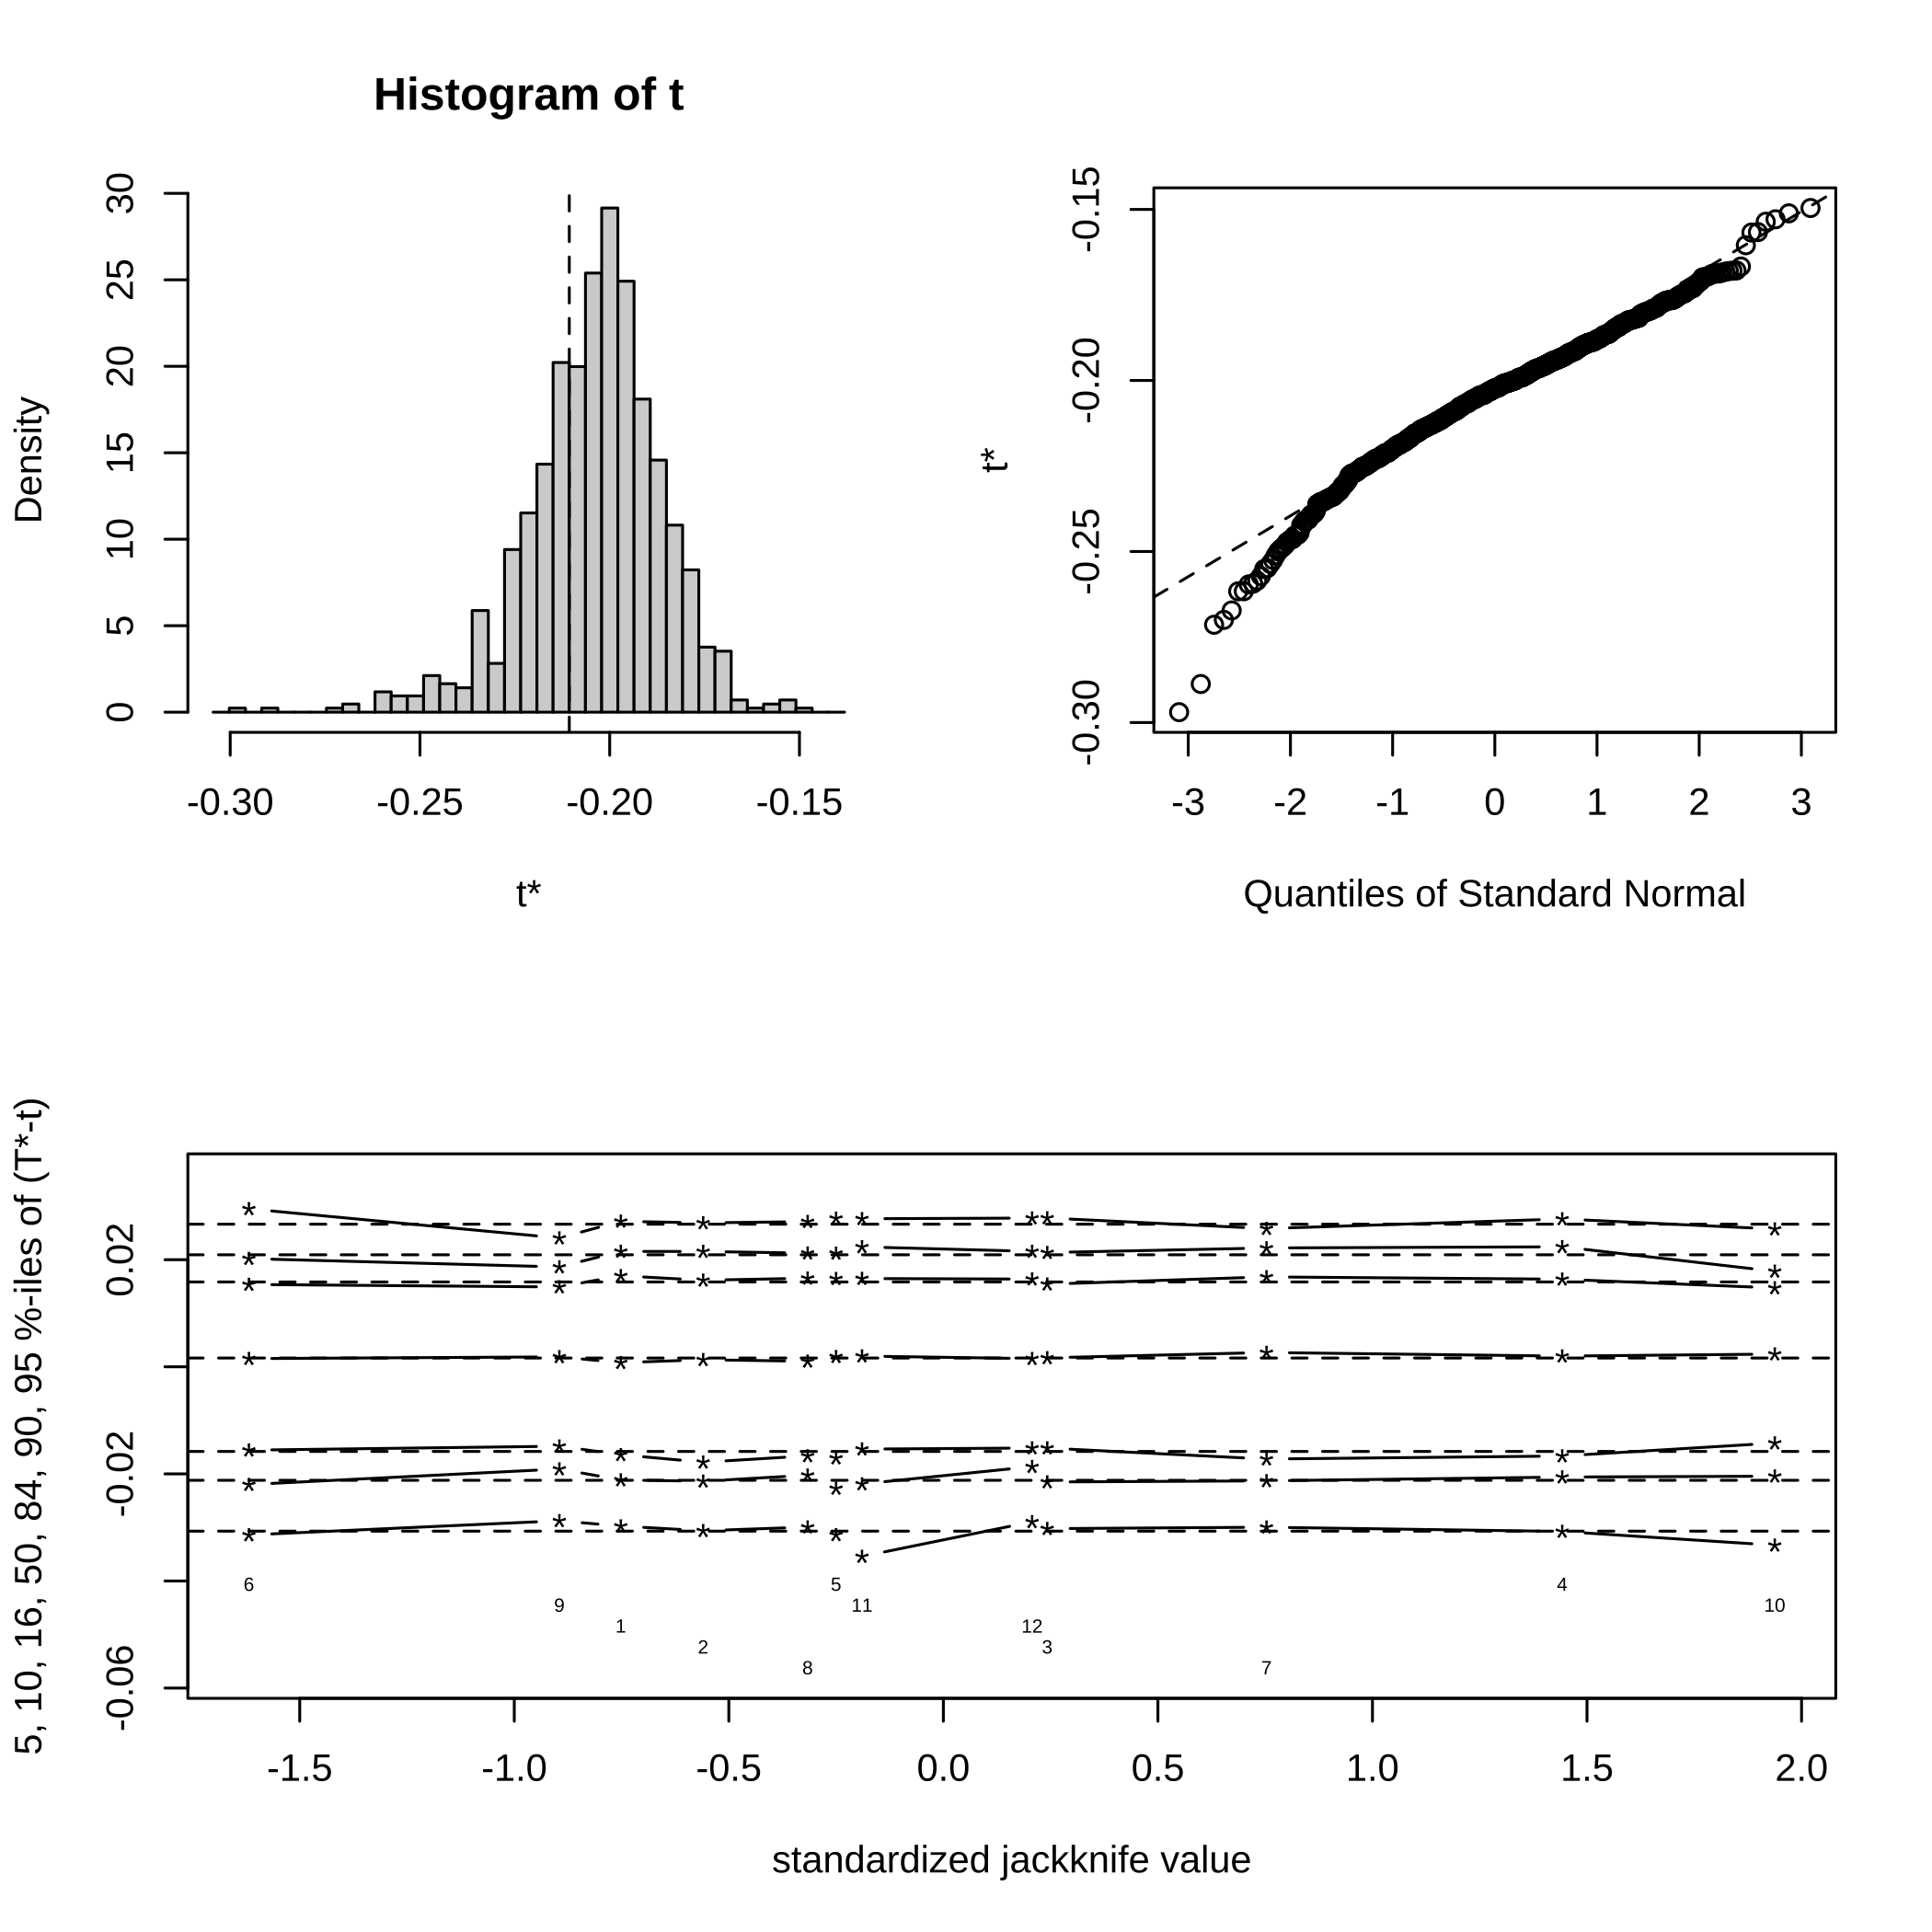 Histogram of t
Density
0 5 10 15 20 25 30
-0.30 -0.25 -0.20 -0.15
t*
t*
-0.30 -0.25 -0.20 -0.15
-3 -2 -1 0 1 2 3
Quantiles of Standard Normal
5, 10, 16, 50, 84, 90, 95 %-iles of (T*-t)
-0.06 -0.02 0.02
6 9 1 2 8 5 11 12 3 7 4 10
-1.5 -1.0 -0.5 0.0 0.5 1.0 1.5 2.0
standardized jackknife value